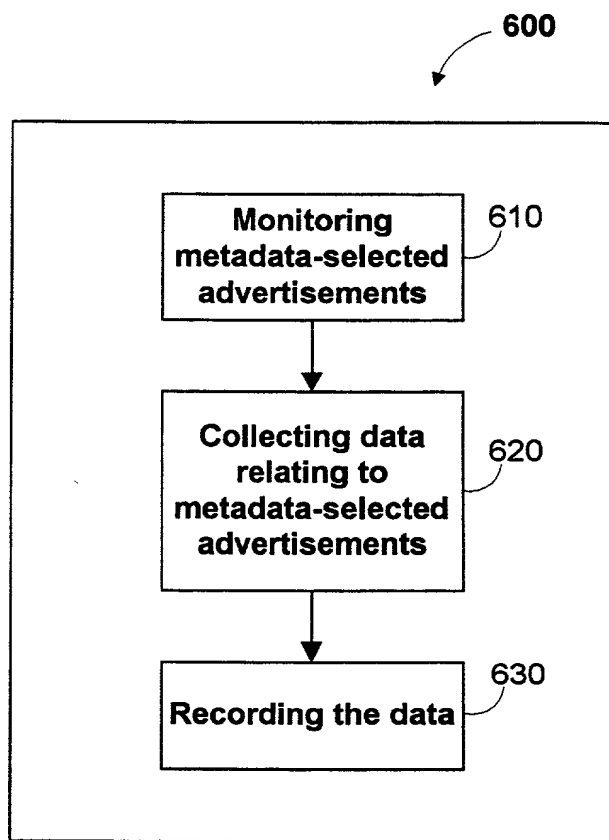 600
Monitoring
metadata-selected
advertisements
610
Collecting data
relating to
metadata-selected
advertisements
620
Recording the data
630